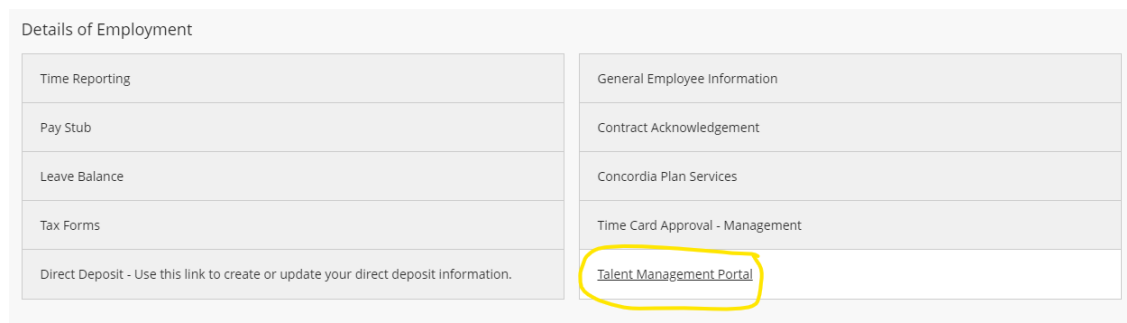 Details of Employment
Time Reporting
General Employee Information
Pay Stub
Contract Acknowledgement
Leave Balance
Concordia Plan Services
Tax Forms
Time Card Approval - Management
Direct Deposit - Use this link to create or update your direct deposit information.
Talent Management Portal